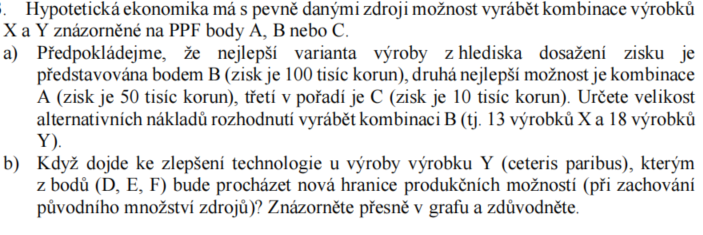 . Hypotetická ekonomika má s pevně danými zdroji možnost vyrábět kombinace výrobků
X a Y znázorněné na PPF body A, B nebo C.
a) Předpokládejme, že nejlepší varianta výroby z hlediska dosažení zisku je
představována bodem B (zisk je 100 tisíc korun), druhá nejlepší možnost je kombinace
A (zisk je 50 tisíc korun), třetí v pořadí je C (zisk je 10 tisíc korun). Určete velikost
alternativních nákladů rozhodnutí vyrábět kombinaci B (tj. 13 výrobků X a 18 výrobků
Y).
b) Když dojde ke zlepšení technologie u výroby výrobku Y (ceteris paribus), kterým
z bodů (D, E, F) bude procházet nová hranice produkčních možností (při zachování
původního množství zdrojů)? Znázorněte přesně v grafu a zdůvodněte.